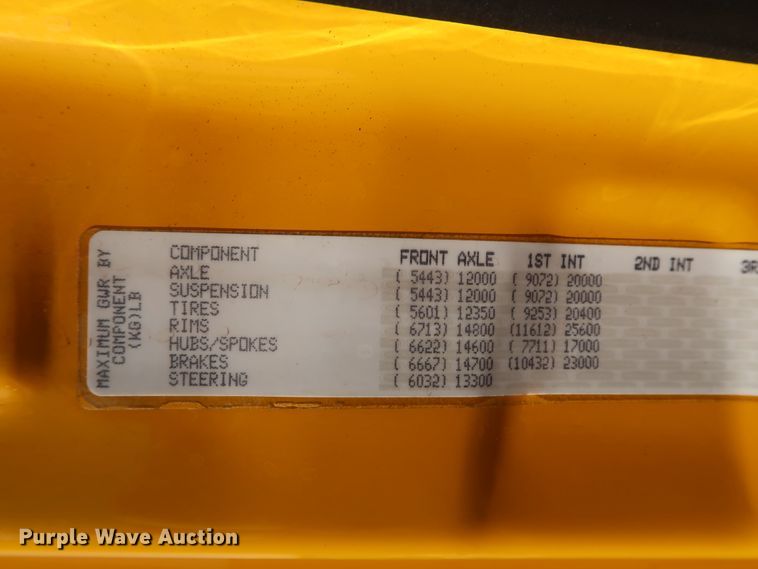 MAXIMUM GWR BY
COMPONENT
(KG)LB
COMPONENT FRONT AXLE 1ST INT 2ND INT 3R
AXLE ( 5443) 12000 ( 9072) 20000
SUSPENSION ( 5443) 12000 ( 9072) 20000
TIRES ( 5601) 12350 ( 9253) 20400
RIMS ( 6713) 14800 (11612) 25600
HUBS/SPOKES ( 6622) 14600 ( 7711) 17000
BRAKES ( 6667) 14700 (10432) 23000
STEERING ( 6032) 13300
Purple Wave Auction